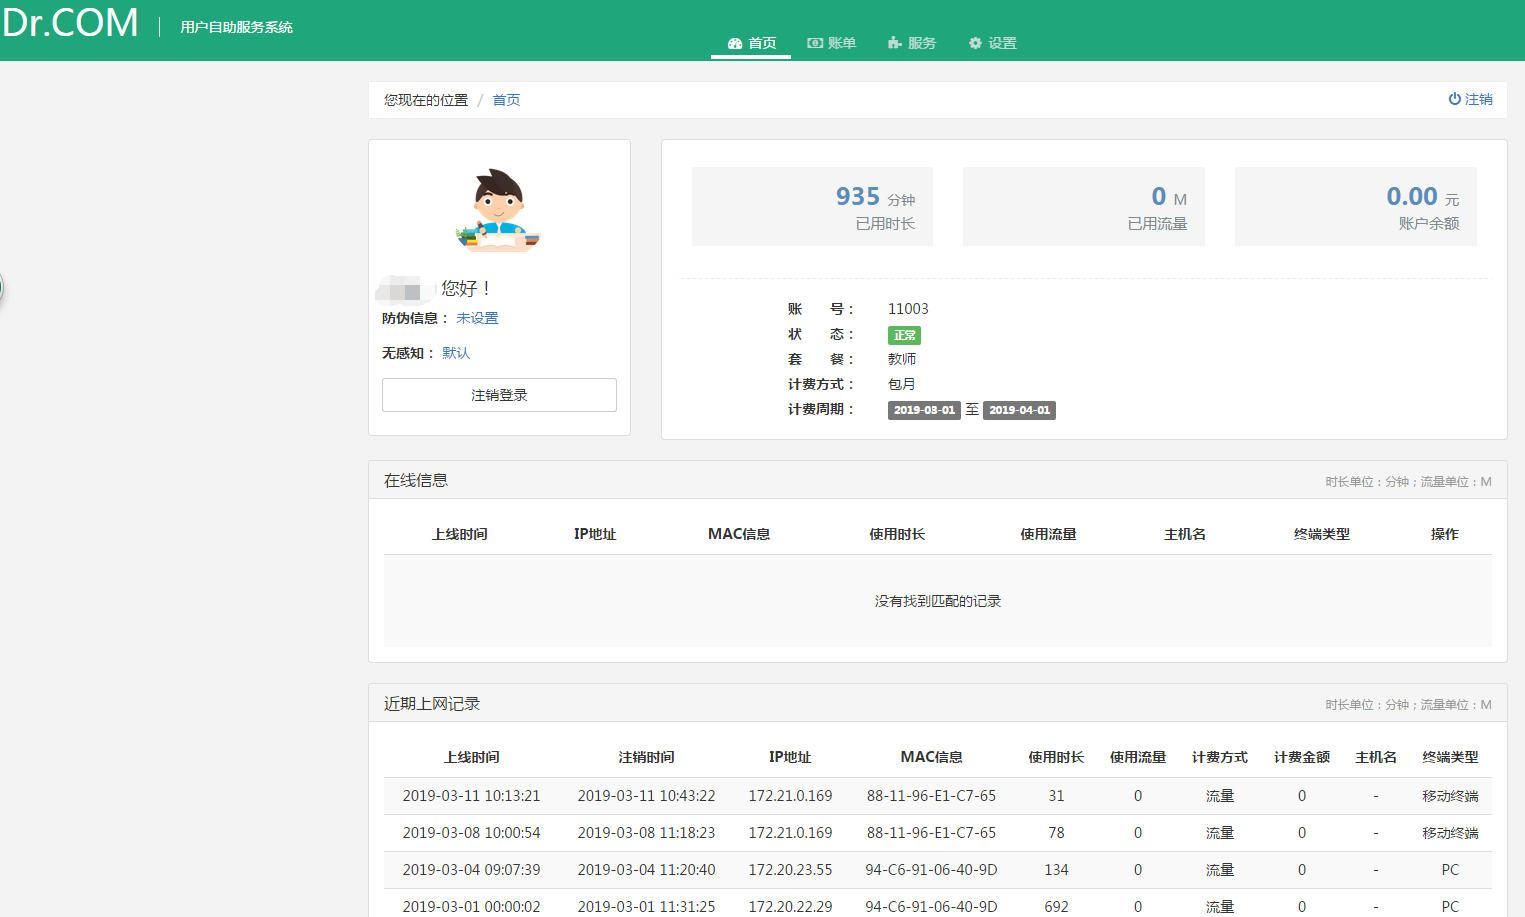 Dr.COM 用户自助服务系统
首页 账单 服务 设置
您现在的位置 / 首页 注销
935 分钟 0 M 0.00 元
已用时长 已用流量 账户余额
您好！
防伪信息： 未设置
无感知： 默认
注销登录
账 号： 11003
状 态： 正常
套 餐： 教师
计费方式： 包月
计费周期： 2019-03-01 至 2019-04-01
在线信息 时长单位：分钟；流量单位：M
上线时间 IP地址 MAC信息 使用时长 使用流量 主机名 终端类型 操作
没有找到匹配的记录
近期上网记录 时长单位：分钟；流量单位：M
上线时间 注销时间 IP地址 MAC信息 使用时长 使用流量 计费方式 计费金额 主机名 终端类型
2019-03-11 10:13:21 2019-03-11 10:43:22 172.21.0.169 88-11-96-E1-C7-65 31 0 流量 0 - 移动终端
2019-03-08 10:00:54 2019-03-08 11:18:23 172.21.0.169 88-11-96-E1-C7-65 78 0 流量 0 - 移动终端
2019-03-04 09:07:39 2019-03-04 11:20:40 172.20.23.55 94-C6-91-06-40-9D 134 0 流量 0 - PC
2019-03-01 00:00:02 2019-03-01 11:31:25 172.20.22.29 94-C6-91-06-40-9D 692 0 流量 0 - PC